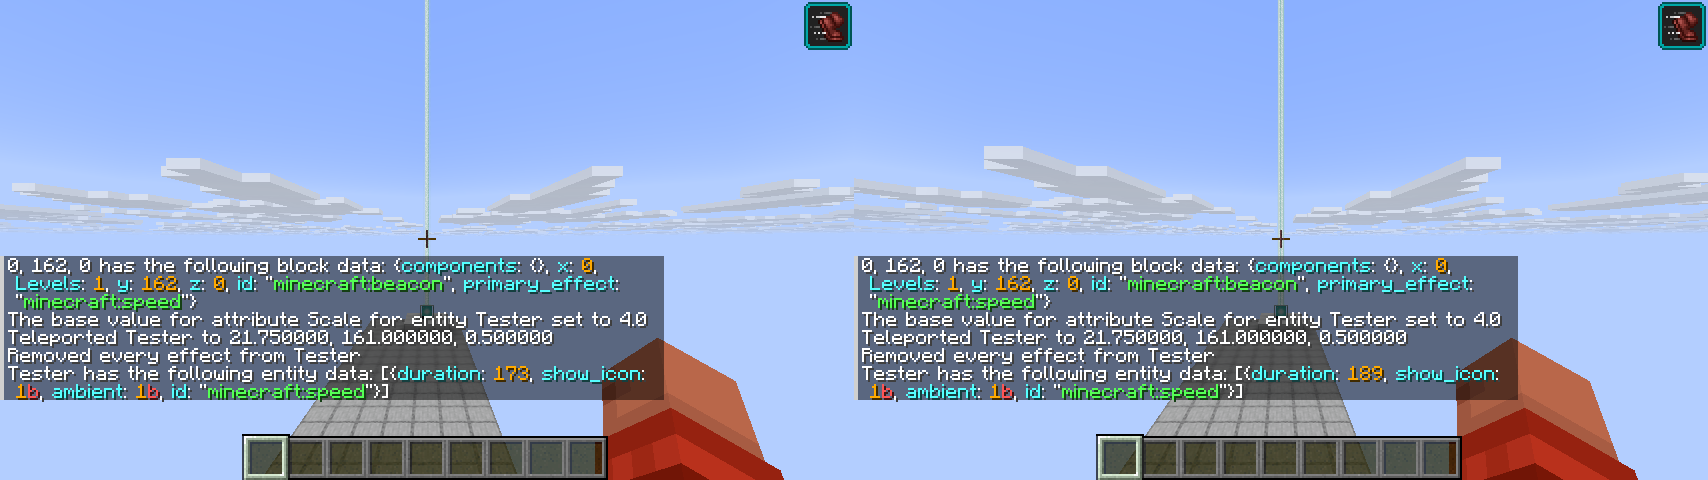 0, 162, 0 has the following block data: {components: {}, x: 0,
Levels: 1, y: 162, z: 0, id: "minecraft:beacon", primary_effect:
"minecraft:speed"}
The base value for attribute Scale for entity Tester set to 4.0
Teleported Tester to 21.750000, 161.000000, 0.500000
Removed every effect from Tester
Tester has the following entity data: [{duration: 173, show_icon:
1b, ambient: 1b, id: "minecraft:speed"}]
0, 162, 0 has the following block data: {components: {}, x: 0,
Levels: 1, y: 162, z: 0, id: "minecraft:beacon", primary_effect:
"minecraft:speed"}
The base value for attribute Scale for entity Tester set to 4.0
Teleported Tester to 21.750000, 161.000000, 0.500000
Removed every effect from Tester
Tester has the following entity data: [{duration: 189, show_icon:
1b, ambient: 1b, id: "minecraft:speed"}]